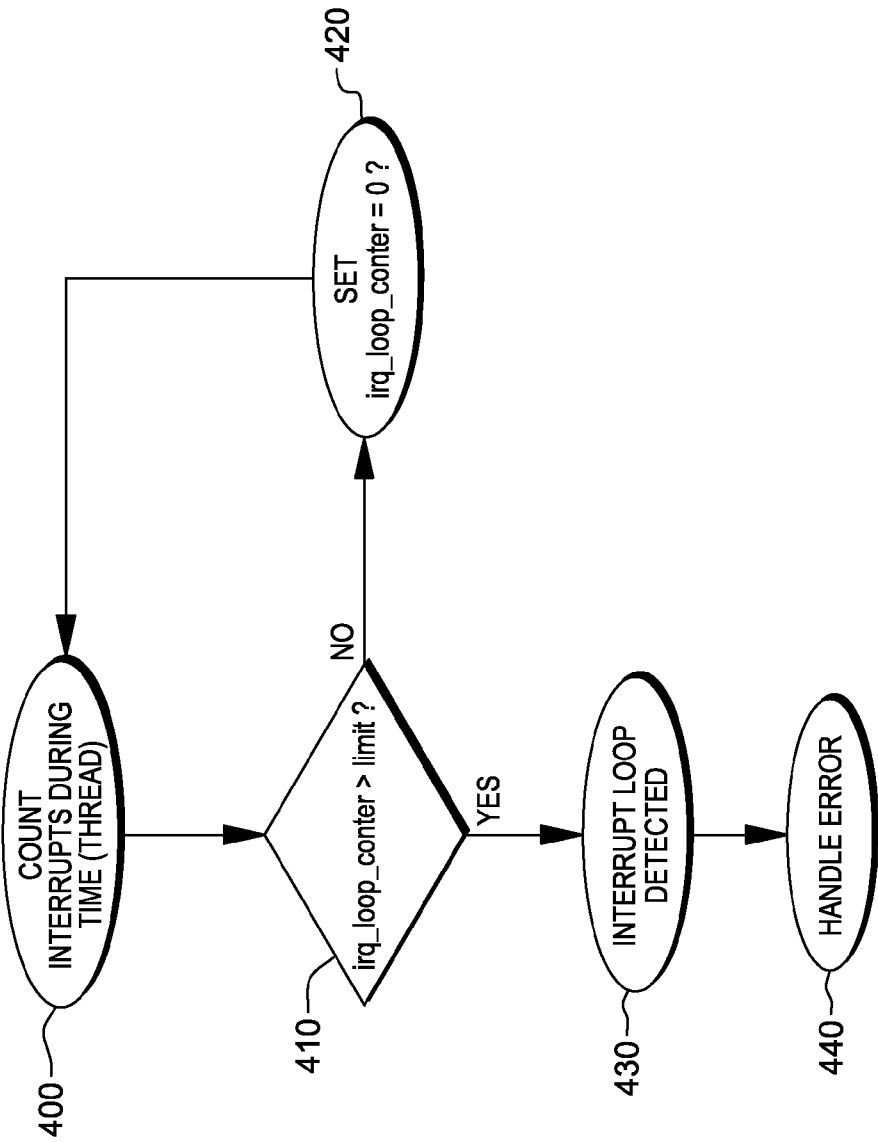 COUNT
INTERRUPTS DURING
TIME (THREAD)
400
irq_loop_conter > limit ?
410
NO
YES
SET
irq_loop_conter = 0 ?
420
INTERRUPT LOOP
DETECTED
430
HANDLE ERROR
440